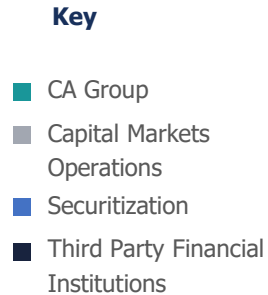 Key
CA Group
Capital Markets
Operations
Securitization
Third Party Financial
Institutions